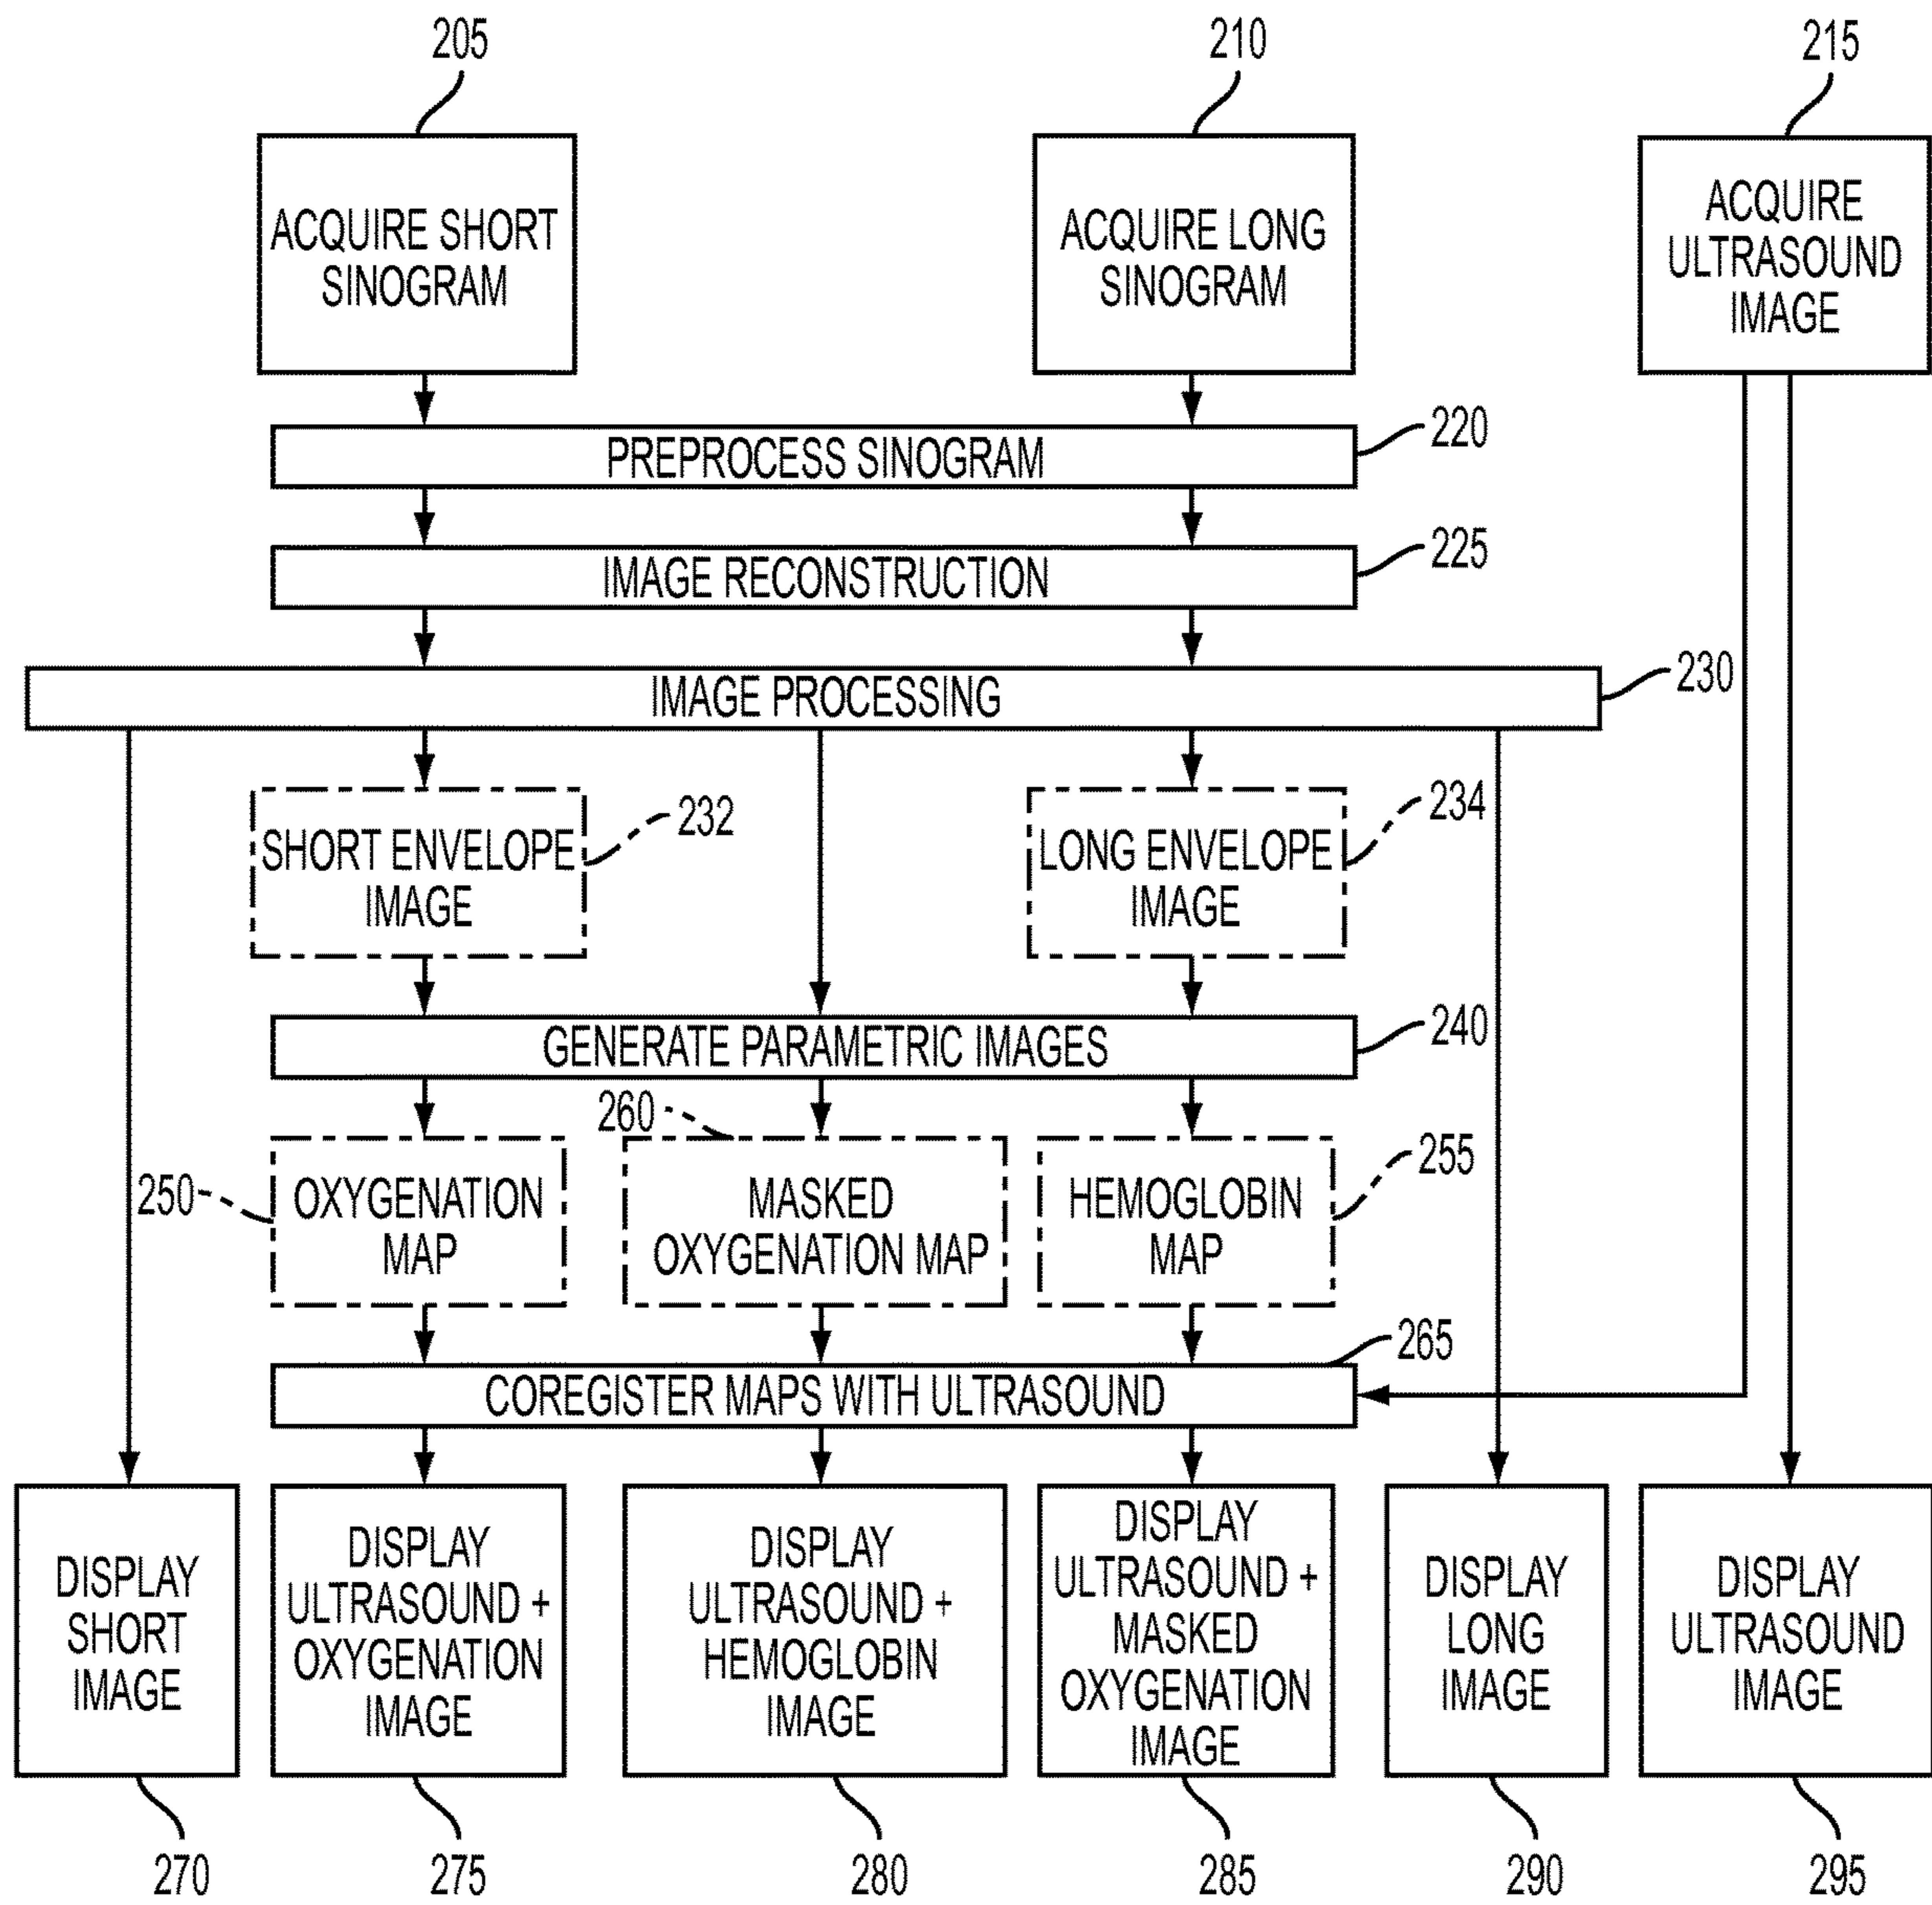 205
210
215
ACQUIRE SHORT
SINOGRAM
ACQUIRE LONG
SINOGRAM
ACQUIRE
ULTRASOUND
IMAGE
PREPROCESS SINOGRAM
220
IMAGE RECONSTRUCTION
225
IMAGE PROCESSING
230
SHORT ENVELOPE
IMAGE
232
LONG ENVELOPE
IMAGE
234
GENERATE PARAMETRIC IMAGES
240
250
OXYGENATION
MAP
260
MASKED
OXYGENATION MAP
HEMOGLOBIN
MAP
255
COREGISTER MAPS WITH ULTRASOUND
265
DISPLAY
SHORT
IMAGE
DISPLAY
ULTRASOUND +
OXYGENATION
IMAGE
DISPLAY
ULTRASOUND +
HEMOGLOBIN
IMAGE
DISPLAY
ULTRASOUND +
MASKED
OXYGENATION
IMAGE
DISPLAY
LONG
IMAGE
DISPLAY
ULTRASOUND
IMAGE
270
275
280
285
290
295